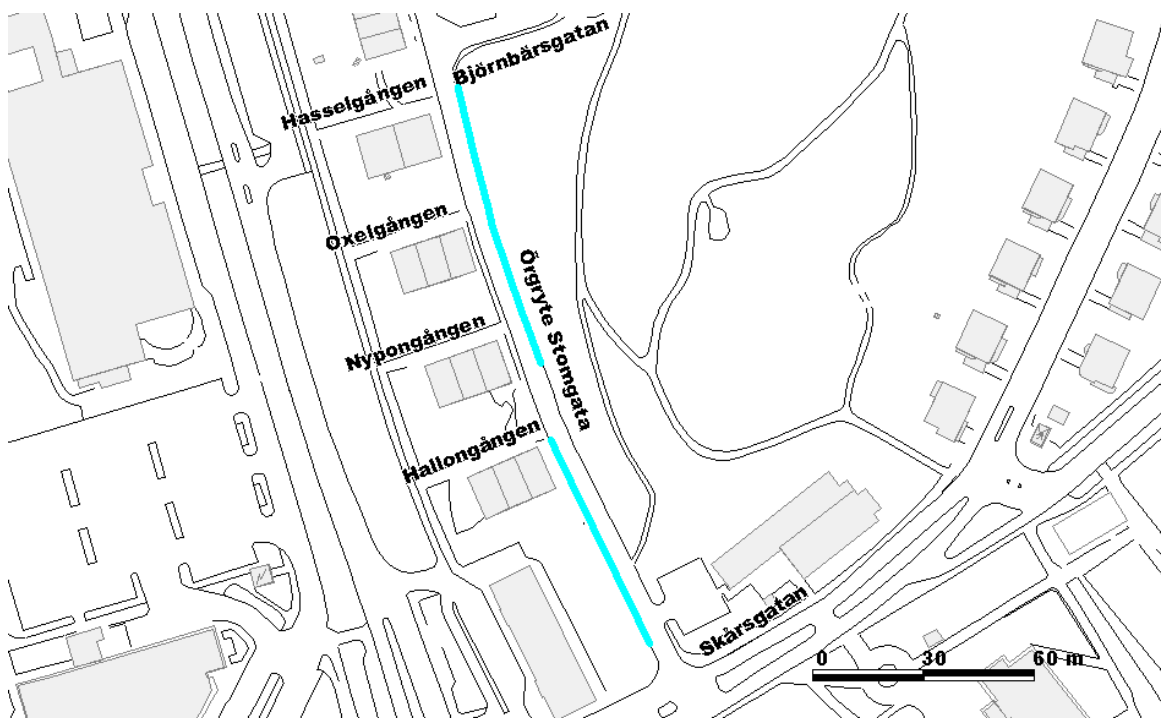 Björnbärsgatan
Hasselgången
Oxelgången
Örgryte Stomgata
Nypongången
Hallongången
Skårsgatan
0 30 60 m